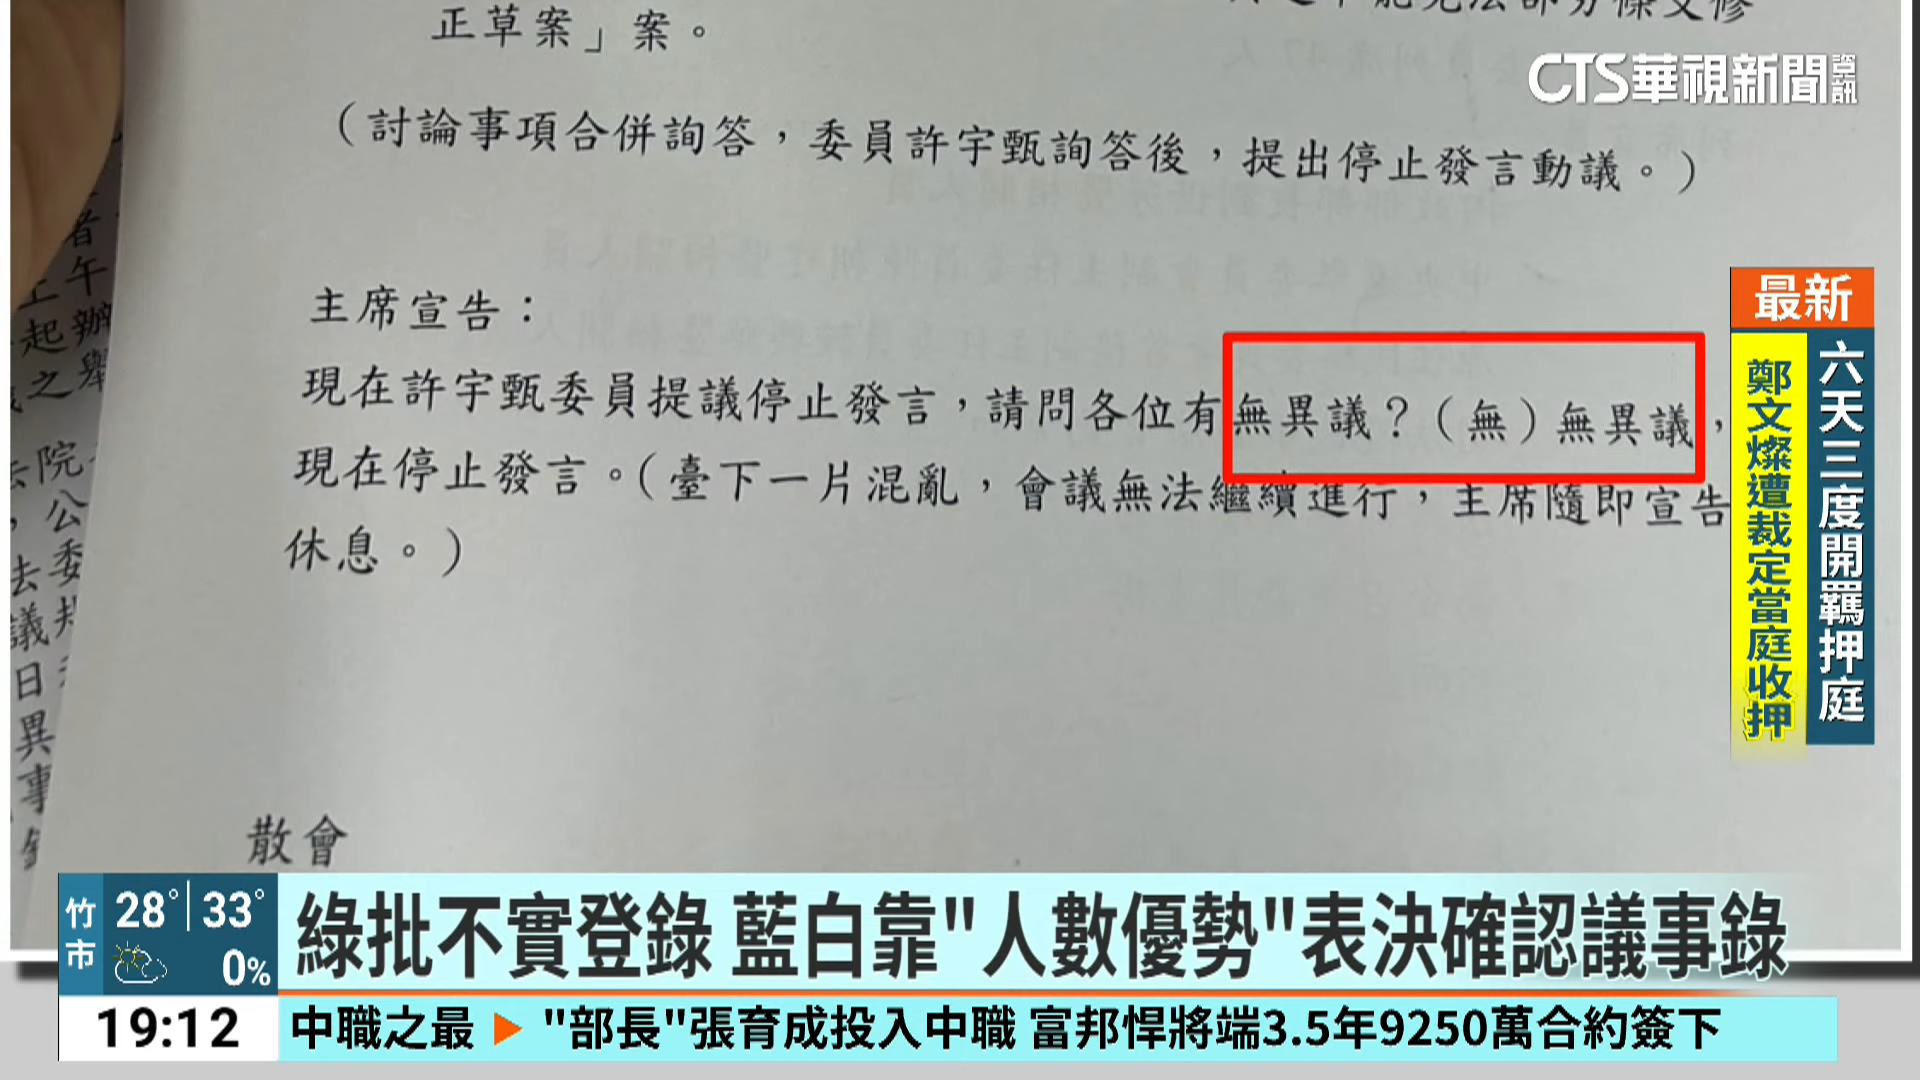 正草案」案。
CTS華視新聞資訊
（討論事項合併詢答，委員許宇甄詢答後，提出停止發言動議。）
主席宣告：
現在許宇甄委員提議停止發言，請問各位有無異議？（無）無異議，
現在停止發言。（臺下一片混亂，會議無法繼續進行，主席隨即宣告
休息。）
散會
最新
六天三度開羈押庭
鄭文燦遭裁定當庭收押
竹市
28°|33°
0%
綠批不實登錄 藍白靠"人數優勢"表決確認議事錄
19:12
中職之最 ▶ "部長"張育成投入中職 富邦悍將端3.5年9250萬合約簽下